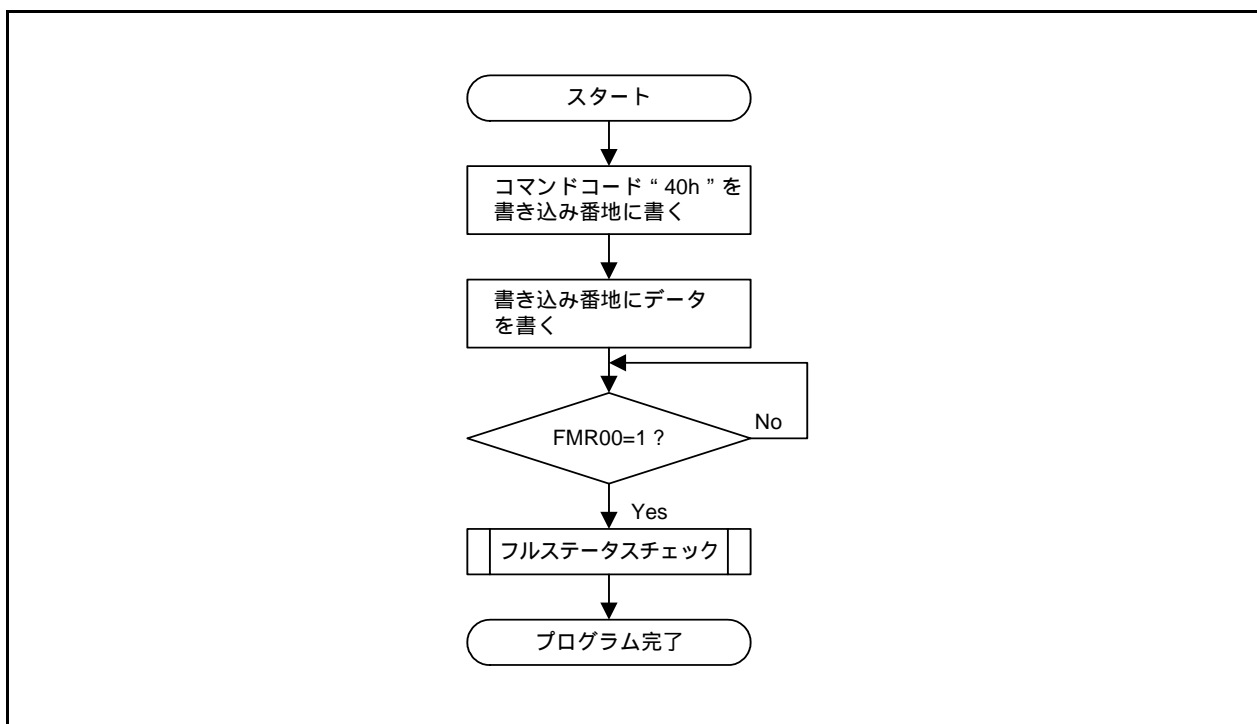 スタート
コマンドコード “ 40h ” を
書き込み番地に書く
書き込み番地にデータ
を書く
FMR00=1 ?
No
Yes
フルステータスチェック
プログラム完了